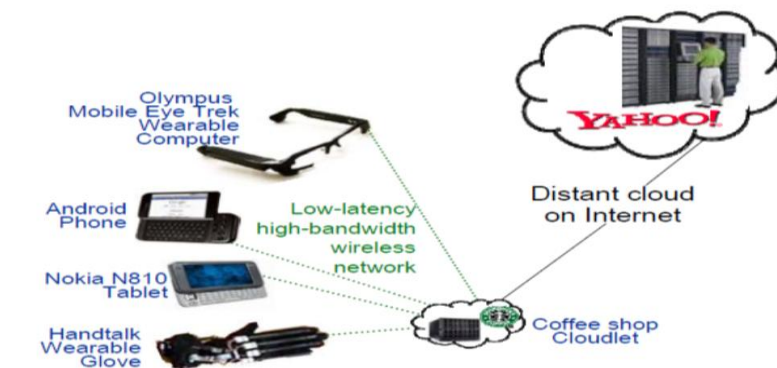 Olympus
Mobile Eye Trek
Wearable
Computer
Android
Phone
Nokia N810
Tablet
Handtalk
Wearable
Glove
Low-latency
high-bandwidth
wireless
network
YAHOO!
Distant cloud
on Internet
Coffee shop
Cloudlet